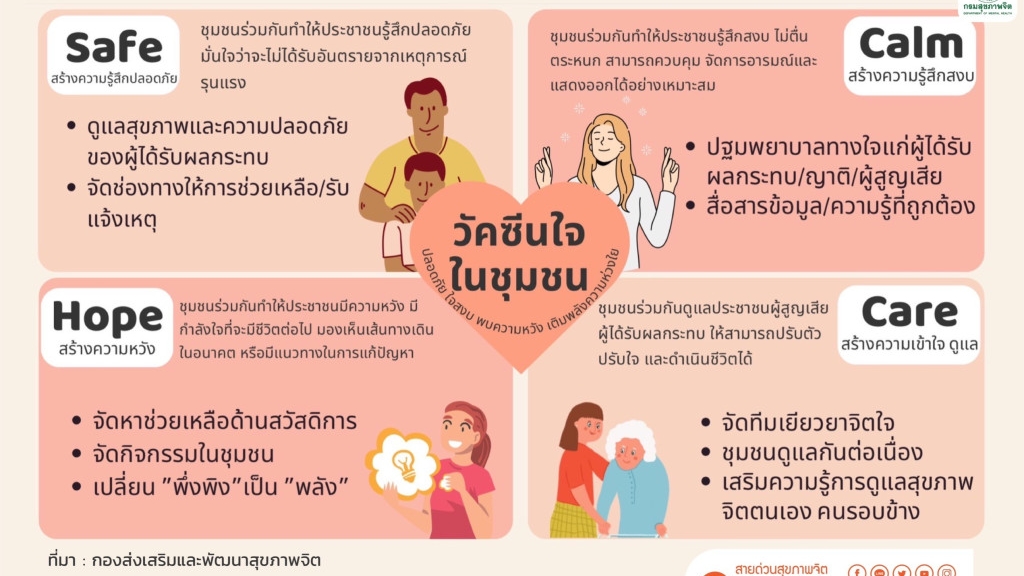 กรมสุขภาพจิต
DEPARTMENT OF MENTAL HEALTH
Safe
สร้างความรู้สึกปลอดภัย
ชุมชนร่วมกันทำให้ประชาชนรู้สึกปลอดภัย
มั่นใจว่าจะไม่ได้รับอันตรายจากเหตุการณ์
รุนแรง
• ดูแลสุขภาพและความปลอดภัย
ของผู้ได้รับผลกระทบ
• จัดช่องทางให้การช่วยเหลือ/รับ
แจ้งเหตุ
Calm
สร้างความรู้สึกสงบ
ชุมชนร่วมกันทำให้ประชาชนรู้สึกสงบ ไม่ตื่น
ตระหนก สามารถควบคุม จัดการอารมณ์และ
แสดงออกได้อย่างเหมาะสม
• ปฐมพยาบาลทางใจแก่ผู้ได้รับ
ผลกระทบ/ญาติ/ผู้สูญเสีย
• สื่อสารข้อมูล/ความรู้ที่ถูกต้อง
วัคซีนใจ
ในชุมชน
ปลอดภัย ใจสงบ พบความหวัง เติมพลังความห่วงใย
Hope
สร้างความหวัง
ชุมชนร่วมกันทำให้ประชาชนมีความหวัง มี
กำลังใจที่จะมีชีวิตต่อไป มองเห็นเส้นทางเดิน
ในอนาคต หรือมีแนวทางในการแก้ปัญหา
• จัดหาช่วยเหลือด้านสวัสดิการ
• จัดกิจกรรมในชุมชน
• เปลี่ยน ”พึ่งพิง”เป็น ”พลัง”
Care
สร้างความเข้าใจ ดูแล
ชุมชนร่วมกันดูแลประชาชนผู้สูญเสีย
ผู้ได้รับผลกระทบ ให้สามารถปรับตัว
ปรับใจ และดำเนินชีวิตได้
• จัดทีมเยียวยาจิตใจ
• ชุมชนดูแลกันต่อเนื่อง
• เสริมความรู้การดูแลสุขภาพ
จิตตนเอง คนรอบข้าง
ที่มา : กองส่งเสริมและพัฒนาสุขภาพจิต
สายด่วนสุขภาพจิต